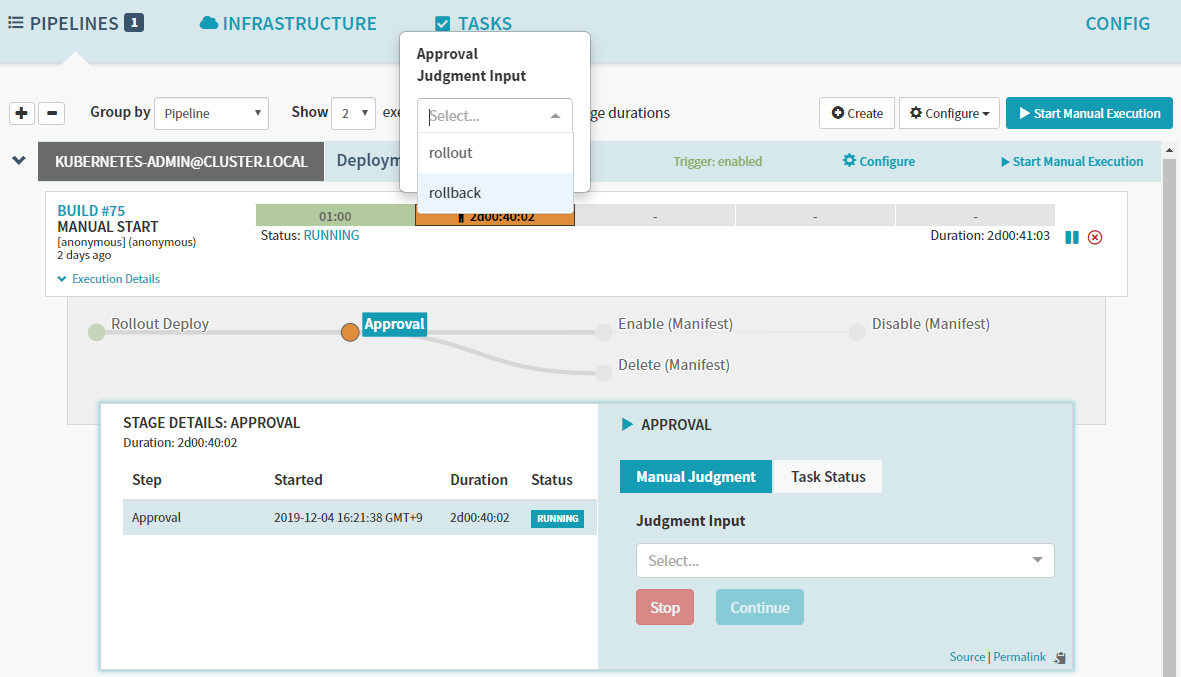 PIPELINES 1
INFRASTRUCTURE
TASKS
CONFIG
Approval
Judgment Input
Select...
rollout
rollback
Group by
Pipeline
Show
2
exe
ge durations
Create
Configure
Start Manual Execution
KUBERNETES-ADMIN@CLUSTER.LOCAL
Deploym
Trigger: enabled
Configure
Start Manual Execution
BUILD #75
MANUAL START
[anonymous] (anonymous)
2 days ago
Execution Details
01:00
2d00:40:02
-
-
-
Status: RUNNING
Duration: 2d00:41:03
Rollout Deploy
Approval
Enable (Manifest)
Disable (Manifest)
Delete (Manifest)
STAGE DETAILS: APPROVAL
Duration: 2d00:40:02
Step Started Duration Status
Approval 2019-12-04 16:21:38 GMT+9 2d00:40:02 RUNNING
APPROVAL
Manual Judgment
Task Status
Judgment Input
Select...
Stop
Continue
Source | Permalink